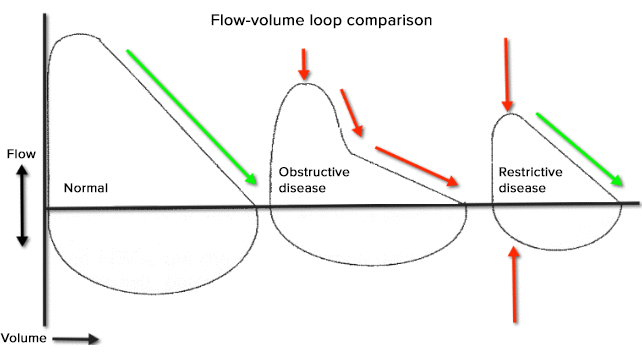 Flow-volume loop comparison
Flow
Normal
Obstructive
disease
Restrictive
disease
Volume